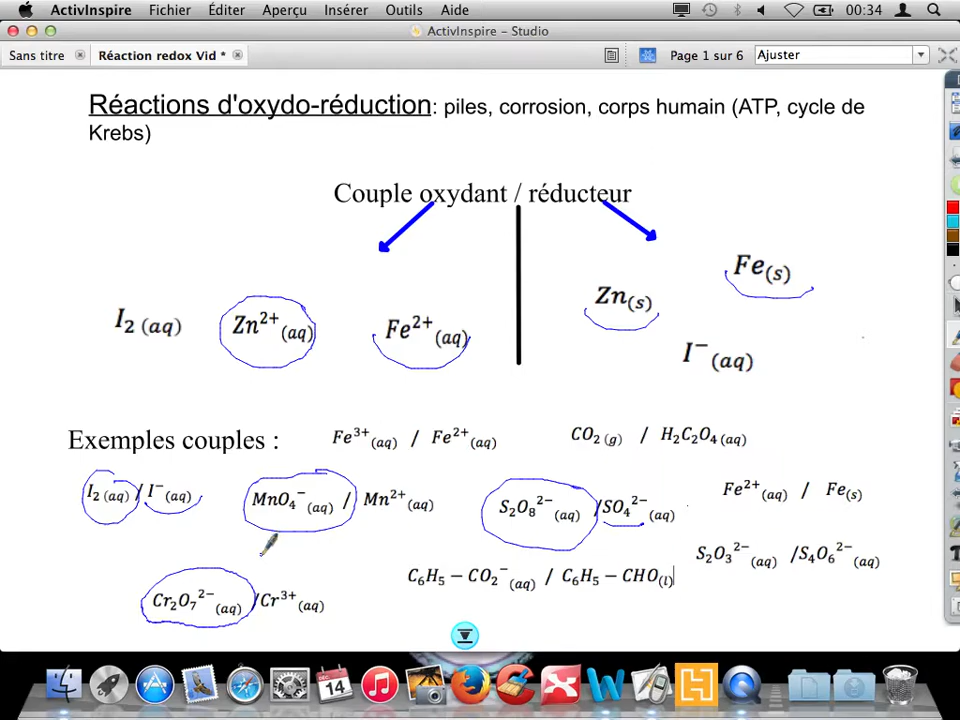 ActivInspire Fichier Éditer Aperçu Insérer Outils Aide 00:34
ActivInspire - Studio
Sans titre Réaction redox Vid * Page 1 sur 6 Ajuster
Réactions d'oxydo-réduction: piles, corrosion, corps humain (ATP, cycle de
Krebs)
Couple oxydant / réducteur
Fe(s)
Zn(s)
I₂ (aq) Zn²⁺(aq) Fe²⁺(aq)
I⁻(aq)
Exemples couples : Fe³⁺(aq) / Fe²⁺(aq) CO₂(g) / H₂C₂O₄(aq)
I₂(aq) / I⁻(aq) MnO₄⁻(aq) / Mn²⁺(aq) S₂O₈²⁻(aq) /SO₄²⁻(aq) Fe²⁺(aq) / Fe(s)
S₂O₃²⁻(aq) /S₄O₆²⁻(aq)
C₆H₅ − CO₂⁻(aq) / C₆H₅ − CHO(l)
Cr₂O₇²⁻(aq) /Cr³⁺(aq)
DEC
14